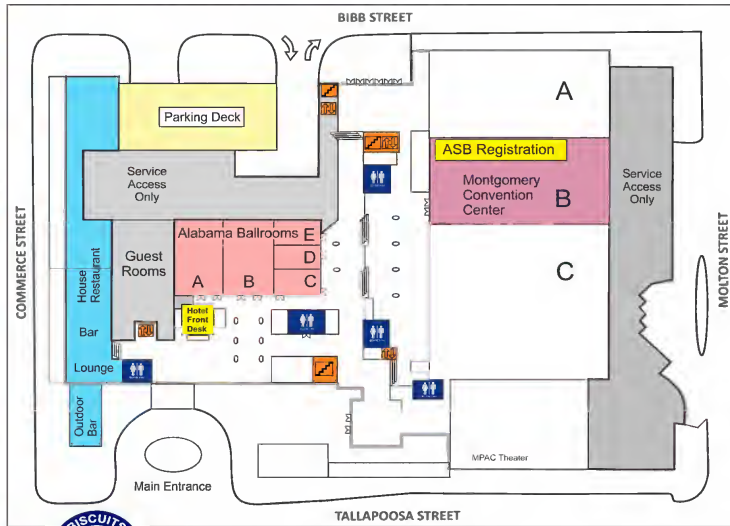 BIBB STREET
Parking Deck
A
ASB Registration
Montgomery
Convention
Center
B
Service
Access
Only
Service
Access
Only
COMMERCE STREET
MOLTON STREET
House
Restaurant
Guest
Rooms
Alabama Ballrooms
E
D
C
A
B
C
Hotel
Front
Desk
Bar
Lounge
Outdoor
Bar
Main Entrance
MPAC Theater
TALLAPOOSA STREET
BISCUITS